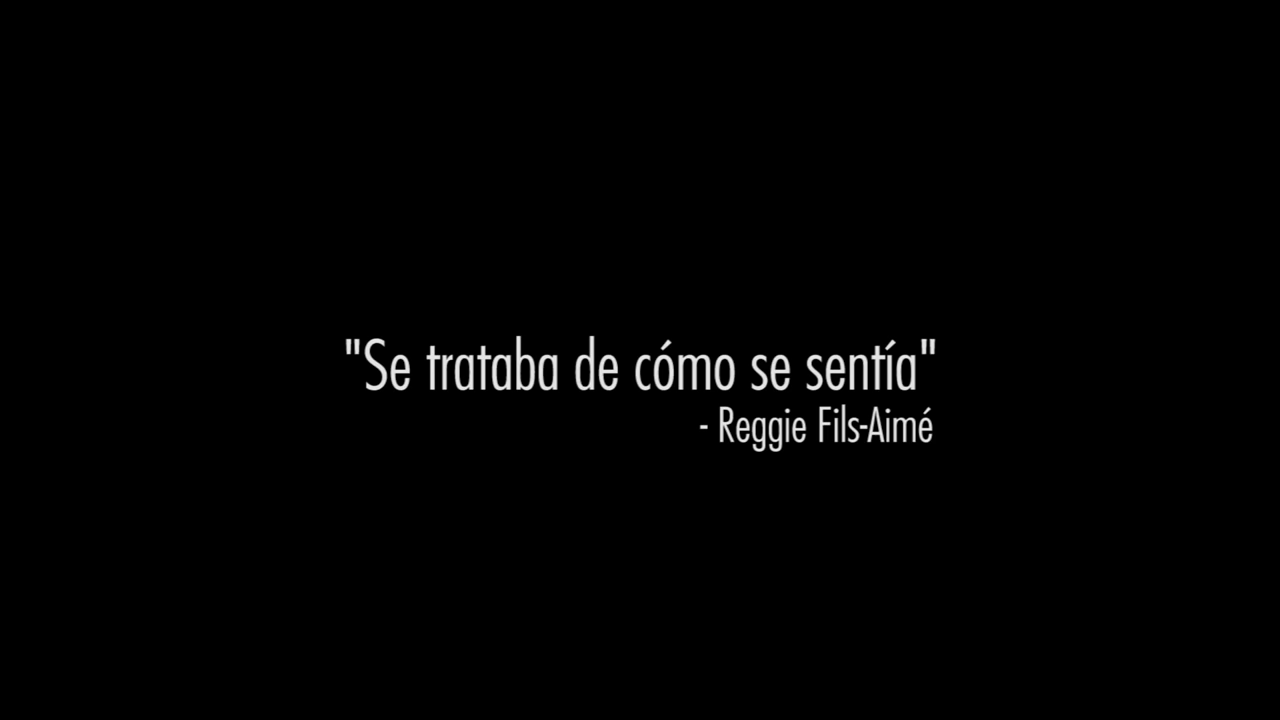 "Se trataba de cómo se sentía"
- Reggie Fils-Aimé